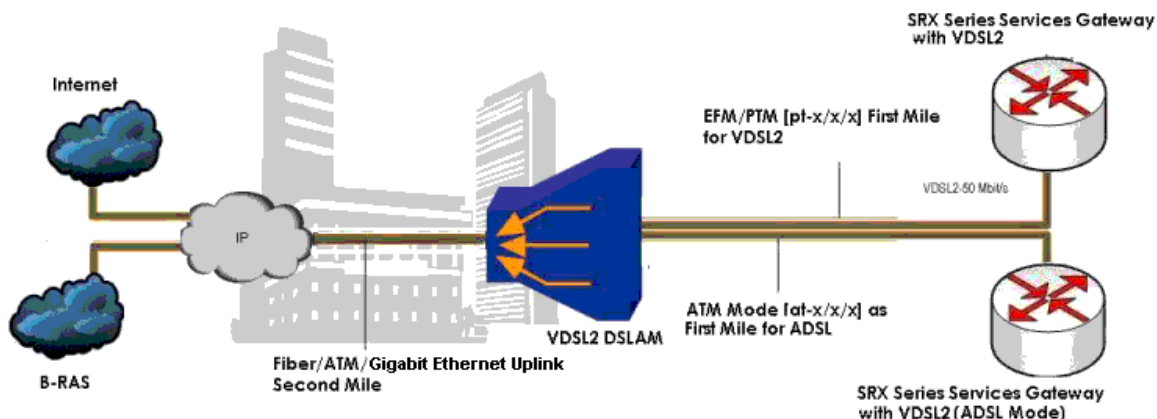 SRX Series Services Gateway
with VDSL2
Internet
EFM/PTM [pt-x/x/x] First Mile
for VDSL2
VDSL2-50 Mbit/s
IP
ATM Mode [at-x/x/x] as
First Mile for ADSL
VDSL2 DSLAM
Fiber/ATM/Gigabit Ethernet Uplink
Second Mile
B-RAS
SRX Series Services Gateway
with VDSL2(ADSL Mode)